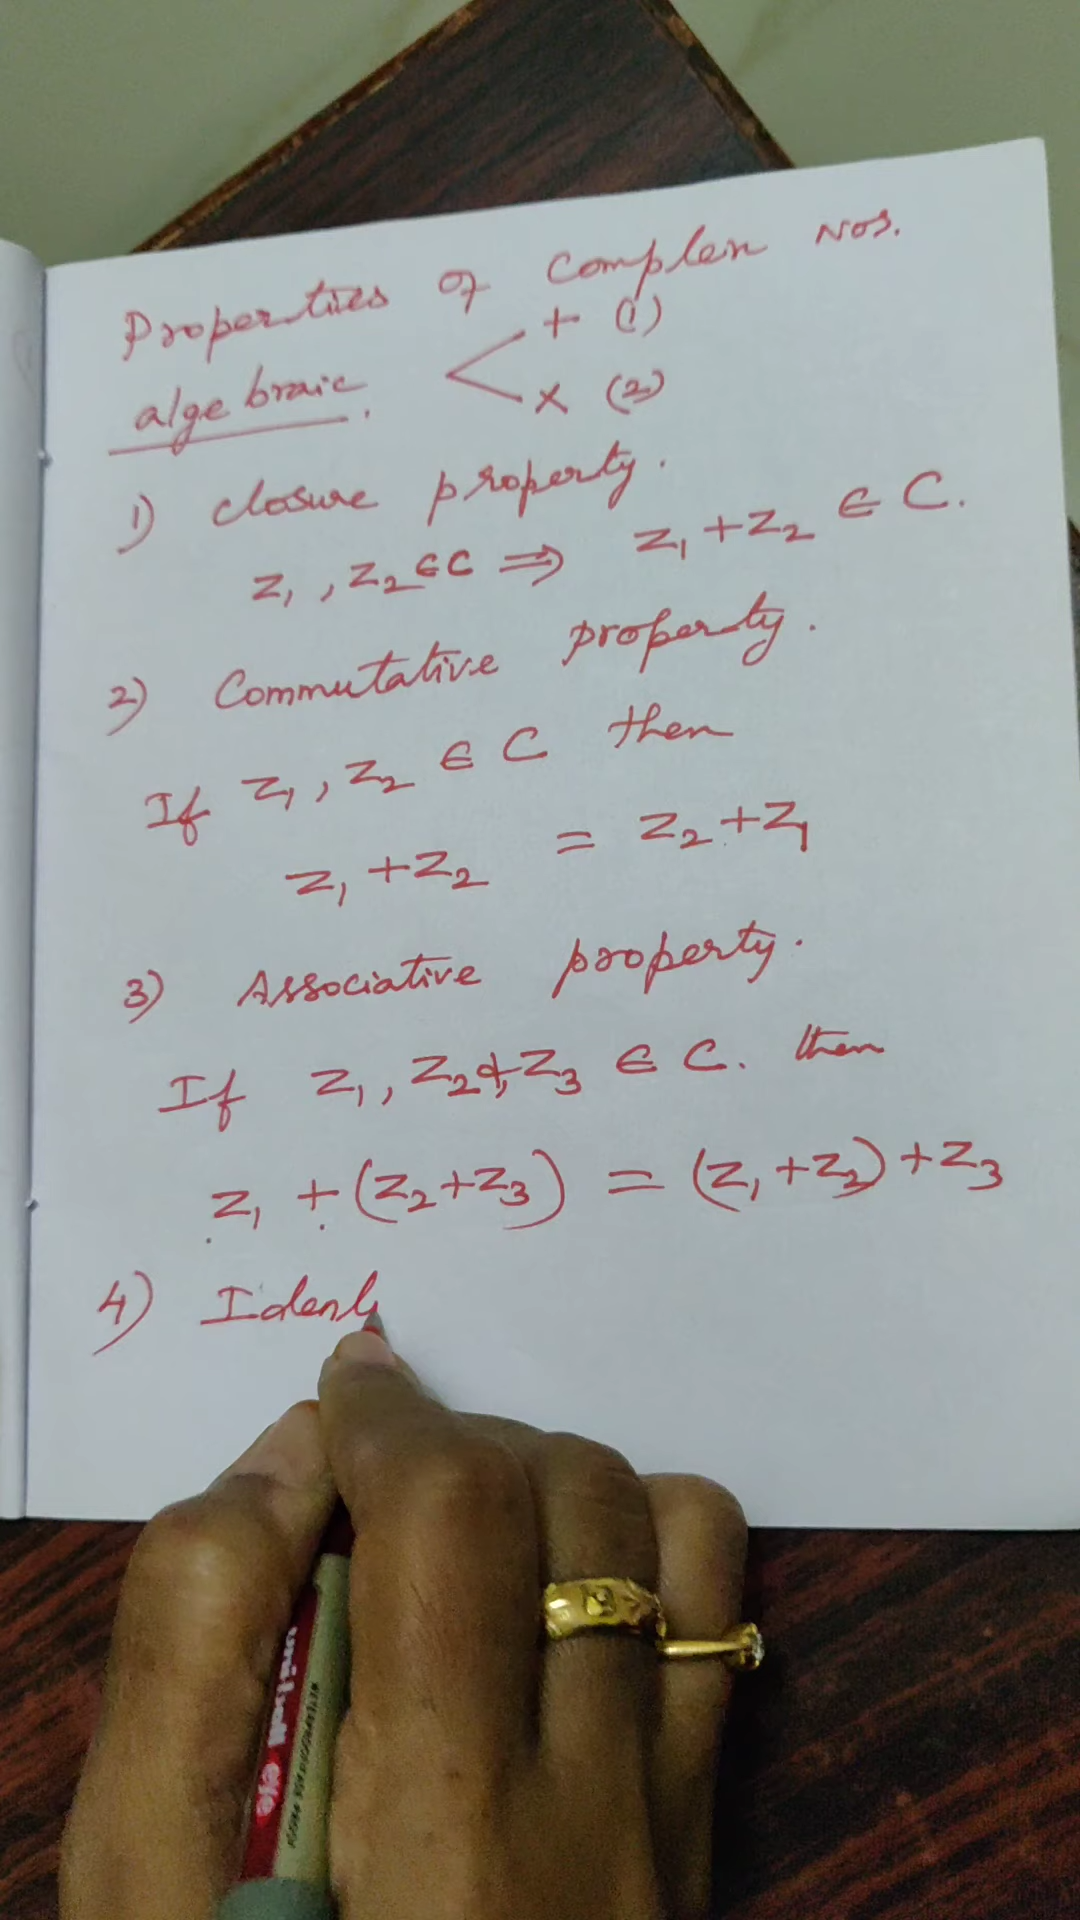 Properties of Complex Nos.
algebraic. < + (1)
× (2)
1) closure property.
z₁, z₂ ∈ C ⇒ z₁ + z₂ ∈ C.
2) Commutative property.
If z₁, z₂ ∈ C then
z₁ + z₂ = z₂ + z₁
3) Associative property.
If z₁, z₂ & z₃ ∈ C. then
z₁ + (z₂ + z₃) = (z₁ + z₂) + z₃
4) Ident
uniball eye